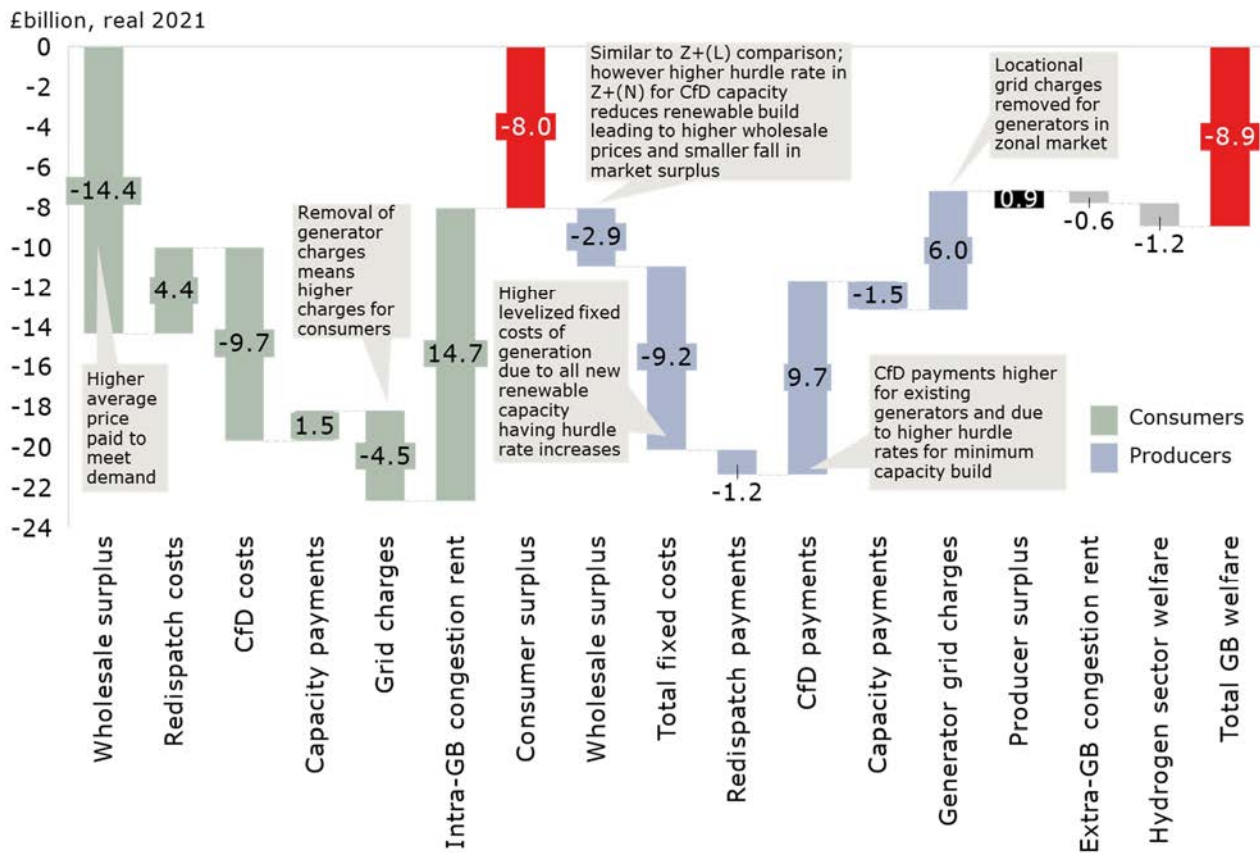 £billion, real 2021
0
-2
-4
-6
-8
-10
-12
-14
-16
-18
-20
-22
-24
-14.4
4.4
-9.7
1.5
-4.5
14.7
-8.0
-2.9
-9.2
-1.2
9.7
-1.5
6.0
0.9
-0.6
-1.2
-8.9
Higher
average
price
paid to
meet
demand
Removal of
generator
charges
means
higher
charges for
consumers
Similar to Z+(L) comparison;
however higher hurdle rate in
Z+(N) for CfD capacity
reduces renewable build
leading to higher wholesale
prices and smaller fall in
market surplus
Higher
levelized fixed
costs of
generation
due to all new
renewable
capacity
having hurdle
rate increases
CfD payments higher
for existing
generators and due
to higher hurdle
rates for minimum
capacity build
Locational
grid charges
removed for
generators in
zonal market
Consumers
Producers
Wholesale surplus
Redispatch costs
CfD costs
Capacity payments
Grid charges
Intra-GB congestion rent
Consumer surplus
Wholesale surplus
Total fixed costs
Redispatch payments
CfD payments
Capacity payments
Generator grid charges
Producer surplus
Extra-GB congestion rent
Hydrogen sector welfare
Total GB welfare